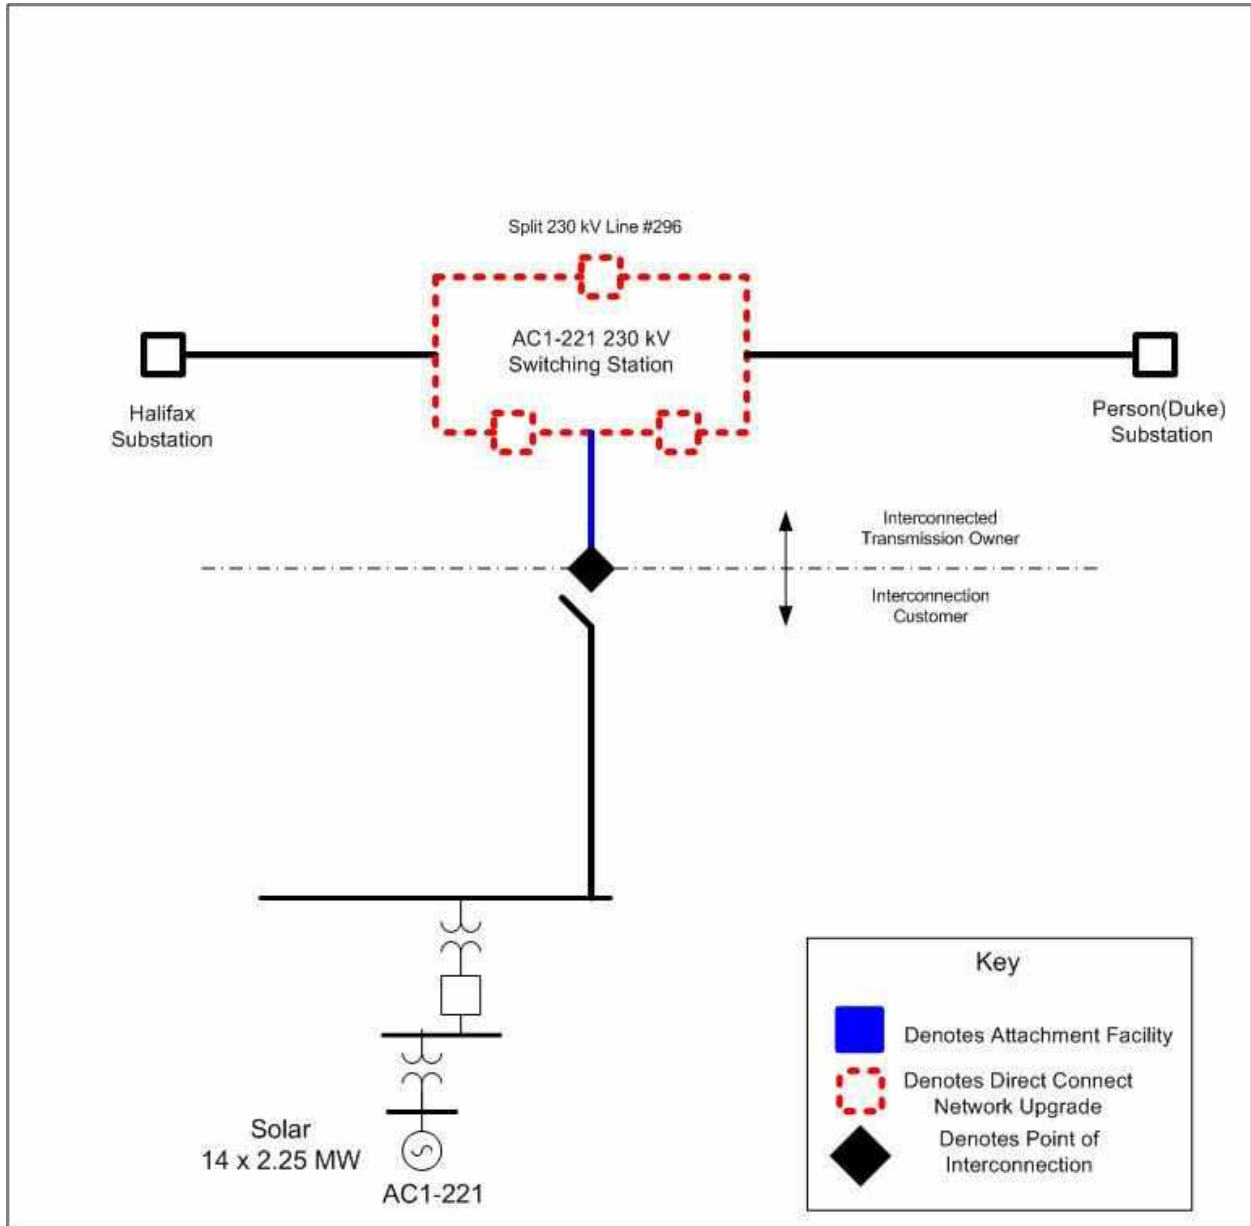 Split 230 kV Line #296
AC1-221 230 kV
Switching Station
Halifax
Substation
Person(Duke)
Substation
Interconnected
Transmission Owner
Interconnection
Customer
Key
Denotes Attachment Facility
Denotes Direct Connect
Network Upgrade
Denotes Point of
Interconnection
Solar
14 x 2.25 MW
AC1-221